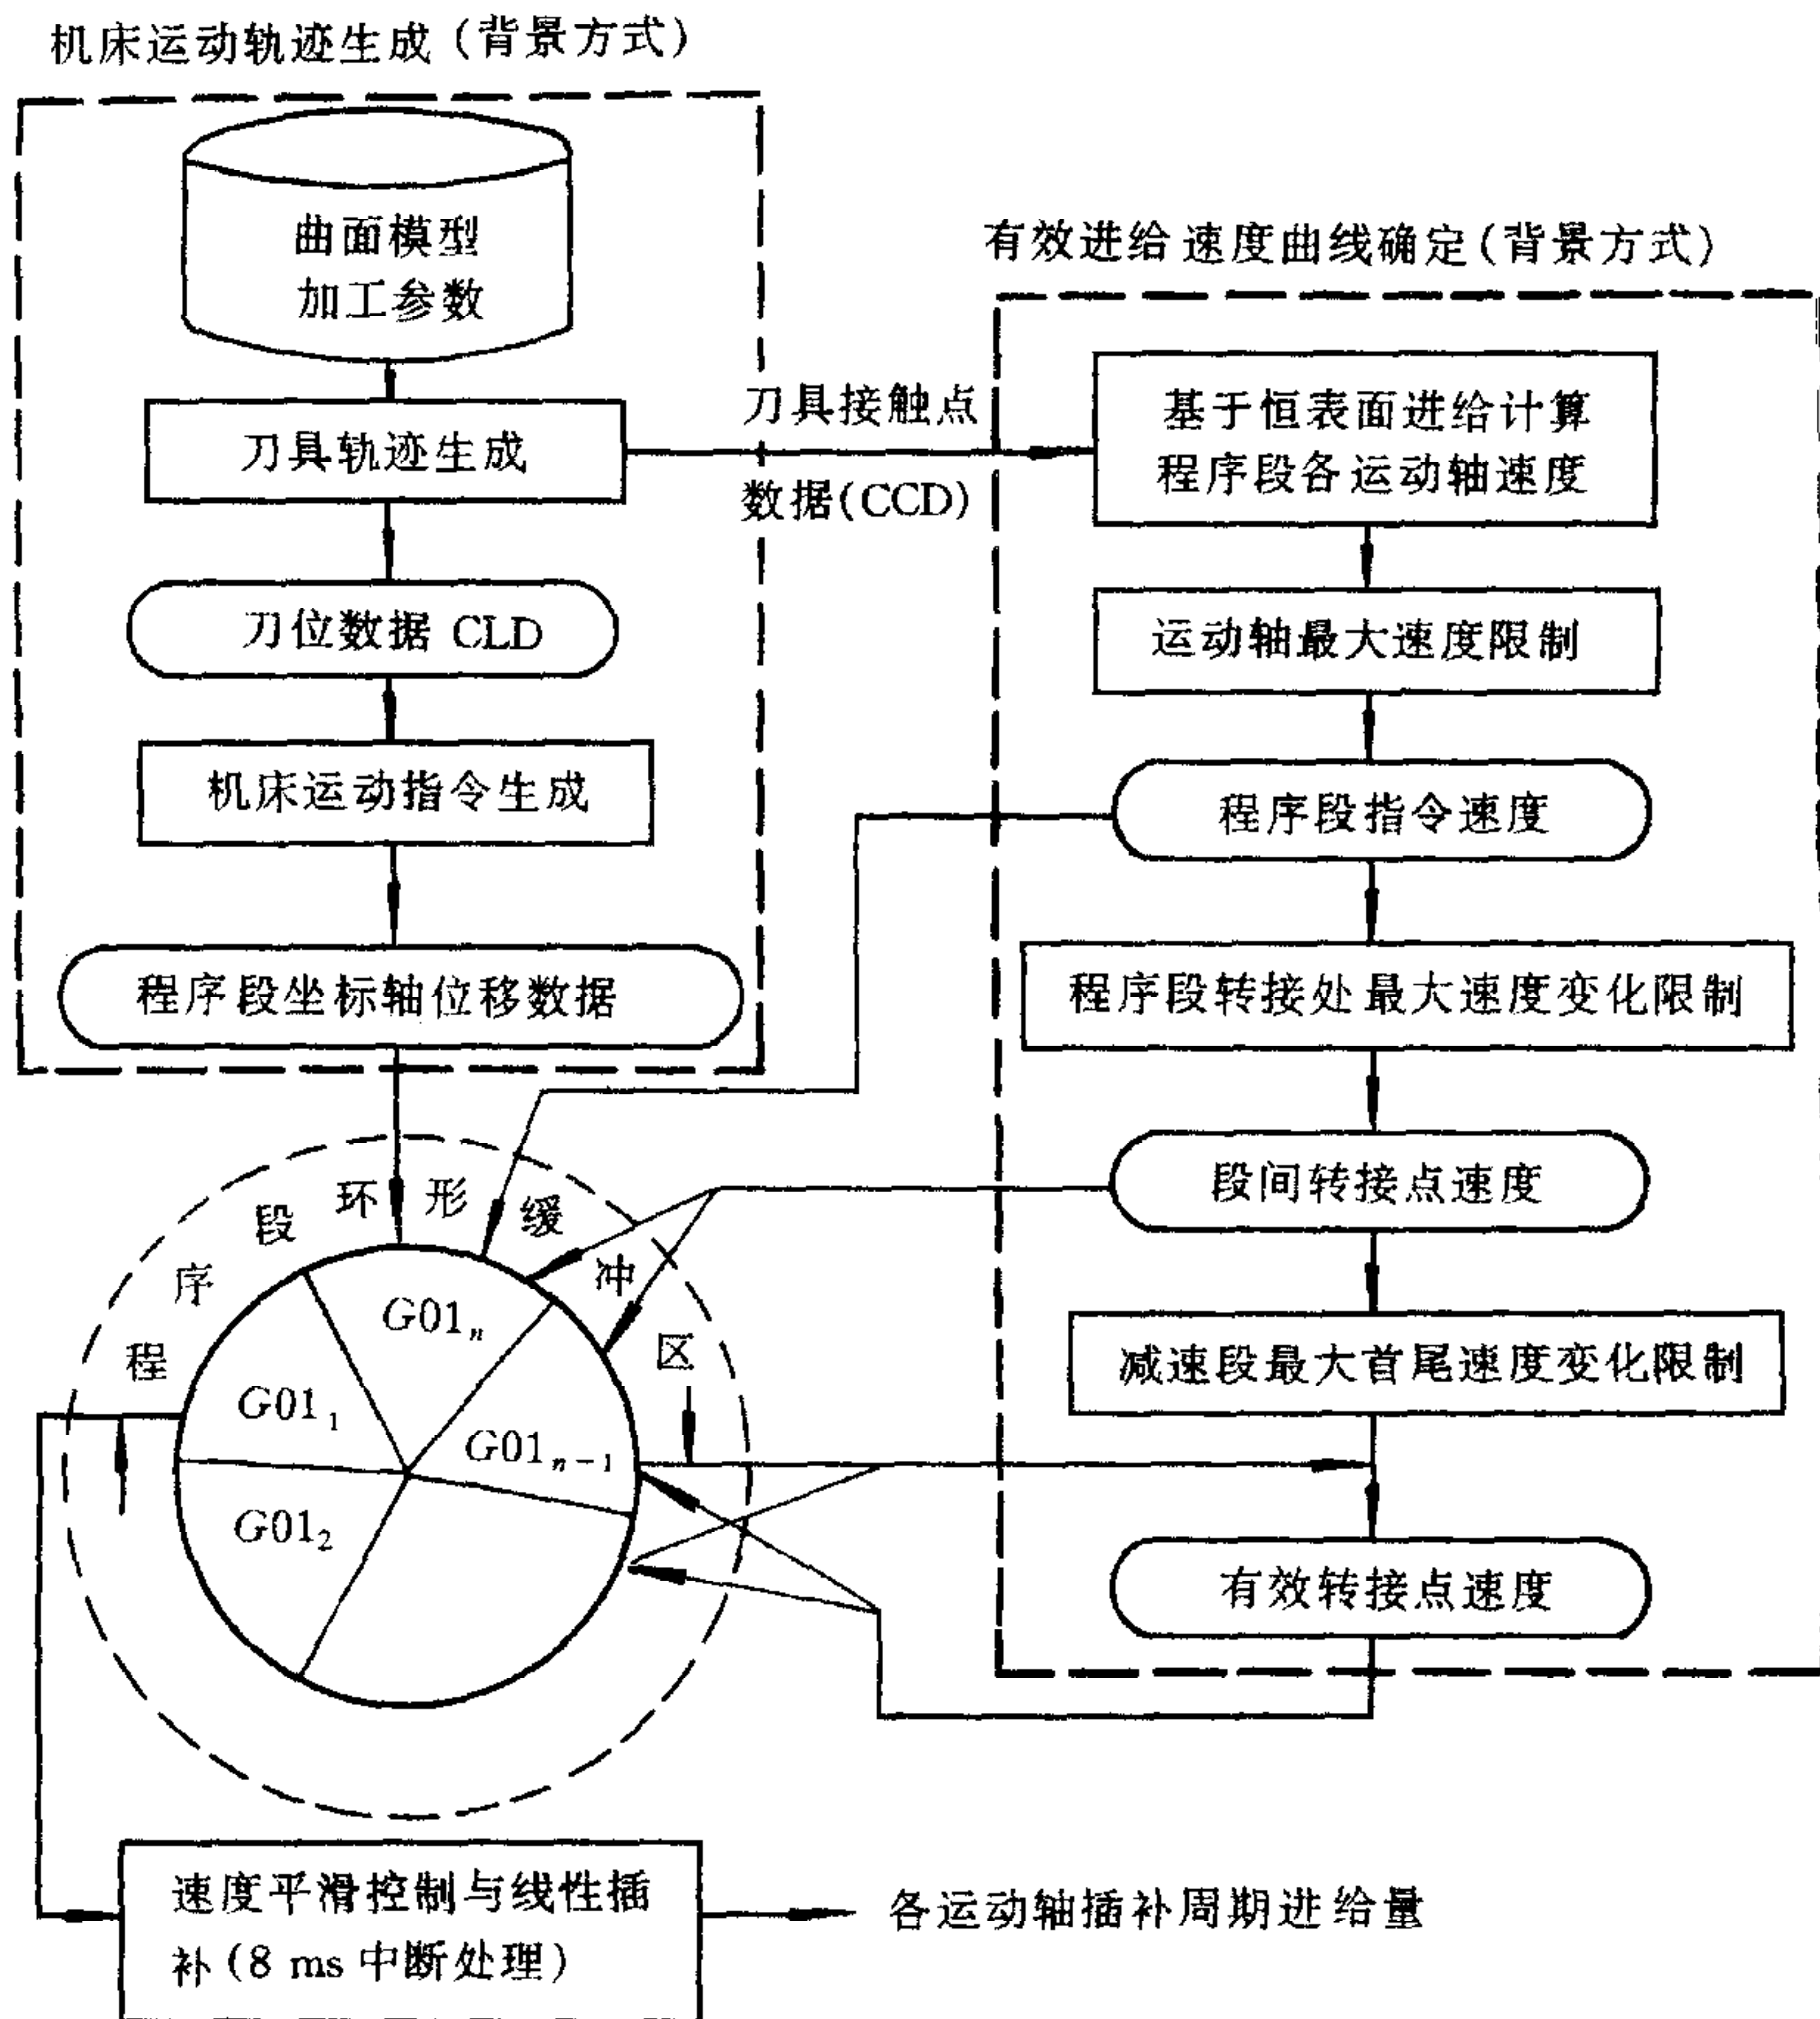 机床运动轨迹生成(背景方式)
曲面模型
加工参数
刀具轨迹生成
刀位数据 CLD
机床运动指令生成
程序段坐标轴位移数据
刀具接触点
数据(CCD)
有效进给速度曲线确定(背景方式)
基于恒表面进给计算
程序段各运动轴速度
运动轴最大速度限制
程序段指令速度
程序段转接处最大速度变化限制
段间转接点速度
减速段最大首尾速度变化限制
有效转接点速度
程序段环形缓冲区
G01ₙ
G01₁
G01ₙ₋₁
G01₂
速度平滑控制与线性插
补(8 ms 中断处理)
各运动轴插补周期进给量